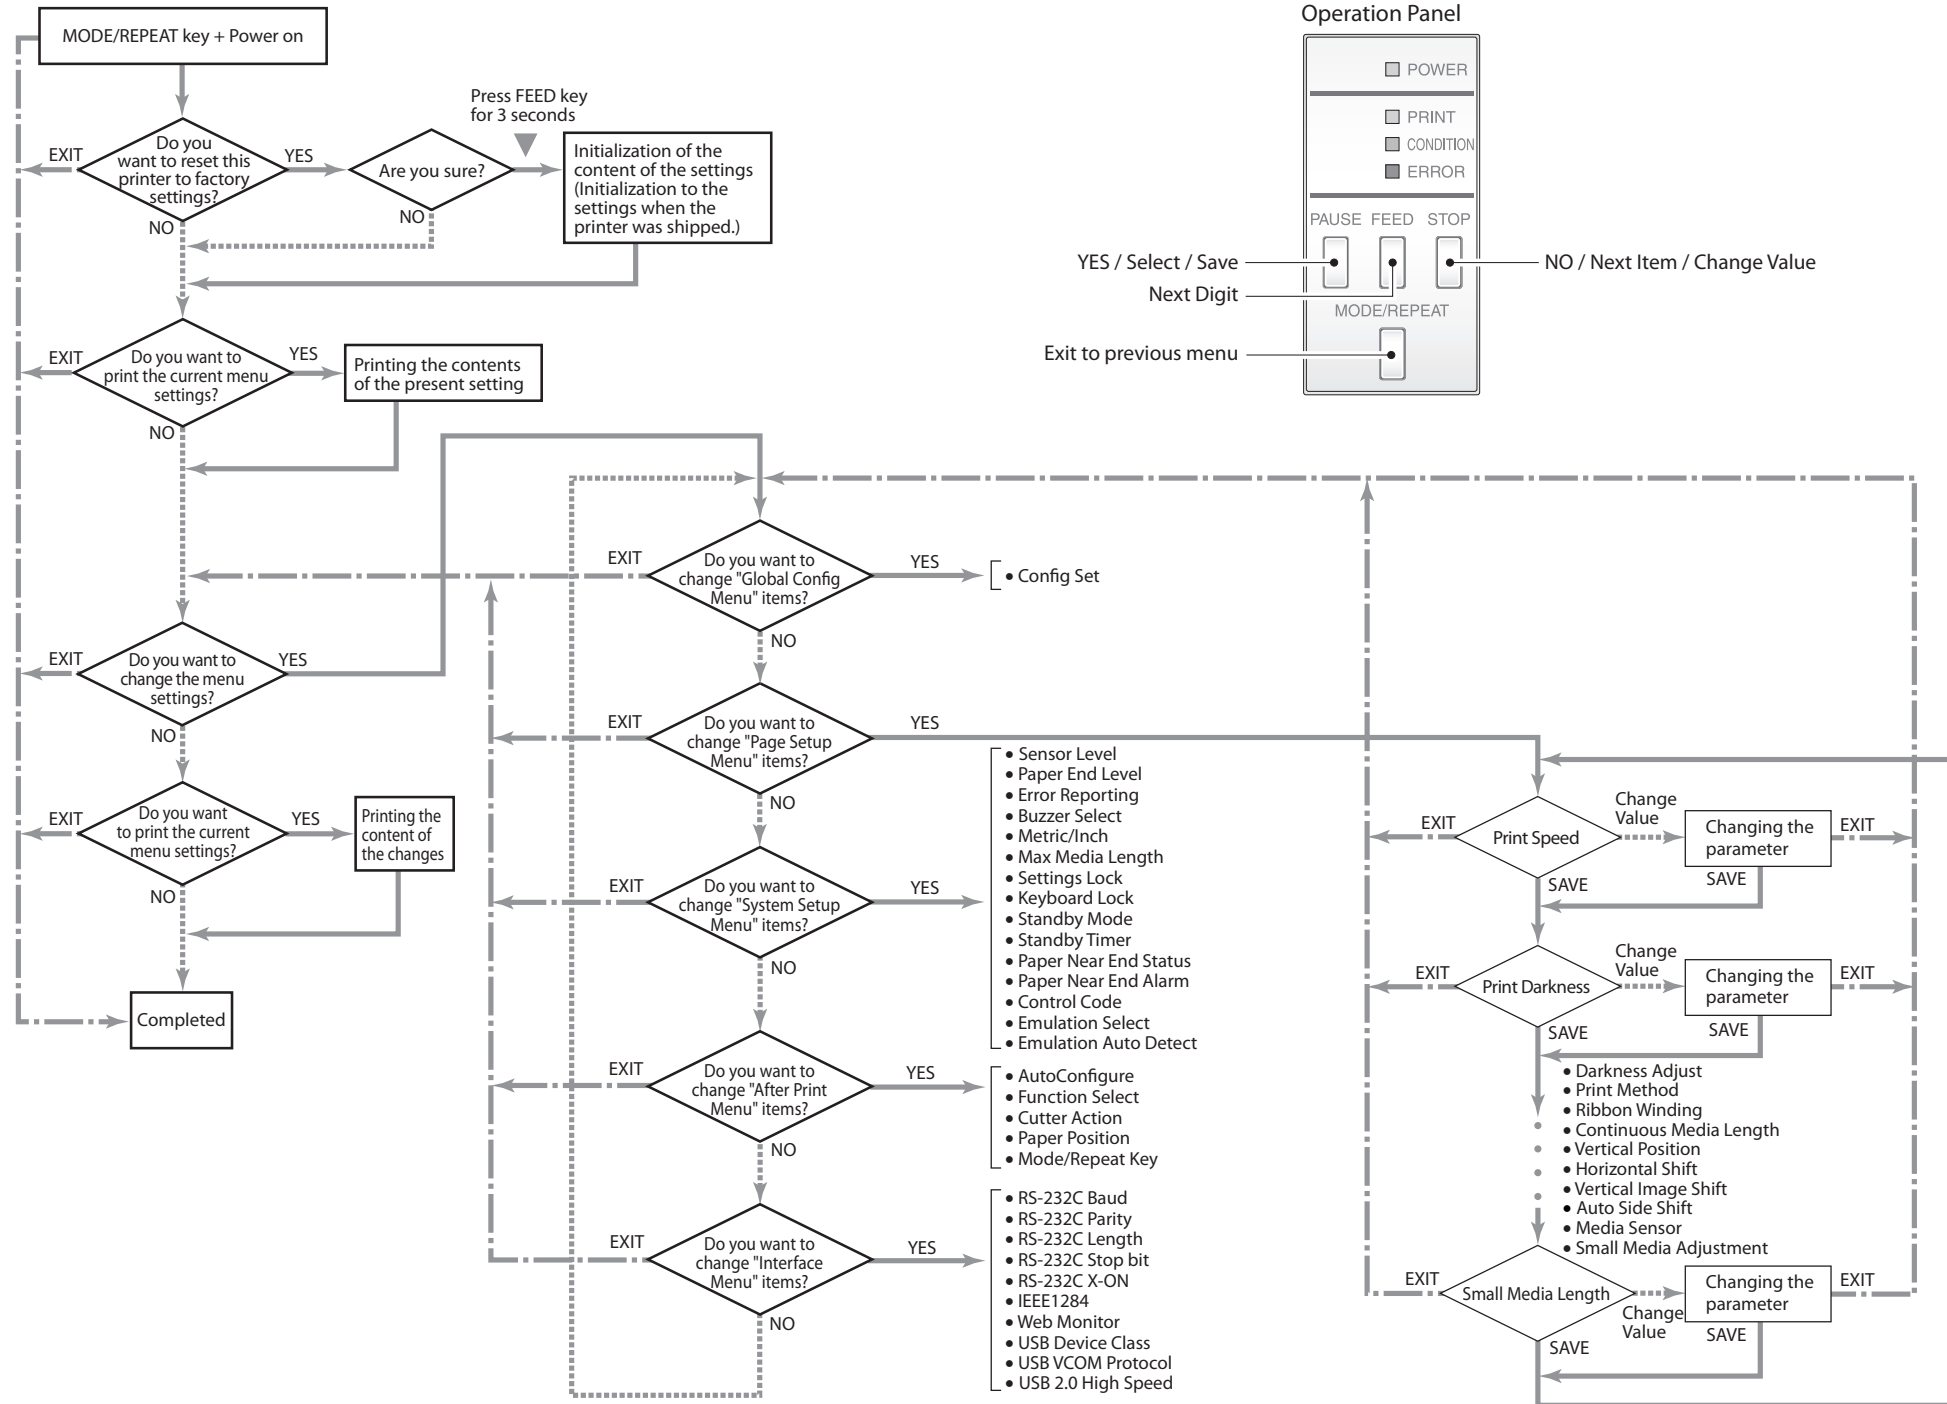 MODE/REPEAT key + Power on
Do you
want to reset this
printer to factory
settings?
EXIT
YES
NO
Are you sure?
NO
Press FEED key
for 3 seconds
Initialization of the
content of the settings
(Initialization to the
settings when the
printer was shipped.)
Do you want to
print the current menu
settings?
EXIT
YES
NO
Printing the contents
of the present setting
Do you want to
change the menu
settings?
EXIT
YES
NO
Do you want
to print the current
menu settings?
EXIT
YES
NO
Printing the
content of
the changes
Completed
Operation Panel
POWER
PRINT
CONDITION
ERROR
PAUSE FEED STOP
MODE/REPEAT
YES / Select / Save
Next Digit
Exit to previous menu
NO / Next Item / Change Value
EXIT
Do you want to
change "Global Config
Menu" items?
YES
NO
• Config Set
EXIT
Do you want to
change "Page Setup
Menu" items?
YES
NO
EXIT
Do you want to
change "System Setup
Menu" items?
YES
NO
• Sensor Level
• Paper End Level
• Error Reporting
• Buzzer Select
• Metric/Inch
• Max Media Length
• Settings Lock
• Keyboard Lock
• Standby Mode
• Standby Timer
• Paper Near End Status
• Paper Near End Alarm
• Control Code
• Emulation Select
• Emulation Auto Detect
EXIT
Do you want to
change "After Print
Menu" items?
YES
NO
• AutoConfigure
• Function Select
• Cutter Action
• Paper Position
• Mode/Repeat Key
EXIT
Do you want to
change "Interface
Menu" items?
YES
NO
• RS-232C Baud
• RS-232C Parity
• RS-232C Length
• RS-232C Stop bit
• RS-232C X-ON
• IEEE1284
• Web Monitor
• USB Device Class
• USB VCOM Protocol
• USB 2.0 High Speed
EXIT
Print Speed
Change
Value
Changing the
parameter
EXIT
SAVE
SAVE
EXIT
Print Darkness
Change
Value
Changing the
parameter
EXIT
SAVE
SAVE
• Darkness Adjust
• Print Method
• Ribbon Winding
• Continuous Media Length
• Vertical Position
• Horizontal Shift
• Vertical Image Shift
• Auto Side Shift
• Media Sensor
• Small Media Adjustment
EXIT
Small Media Length
Change
Value
Changing the
parameter
EXIT
SAVE
SAVE